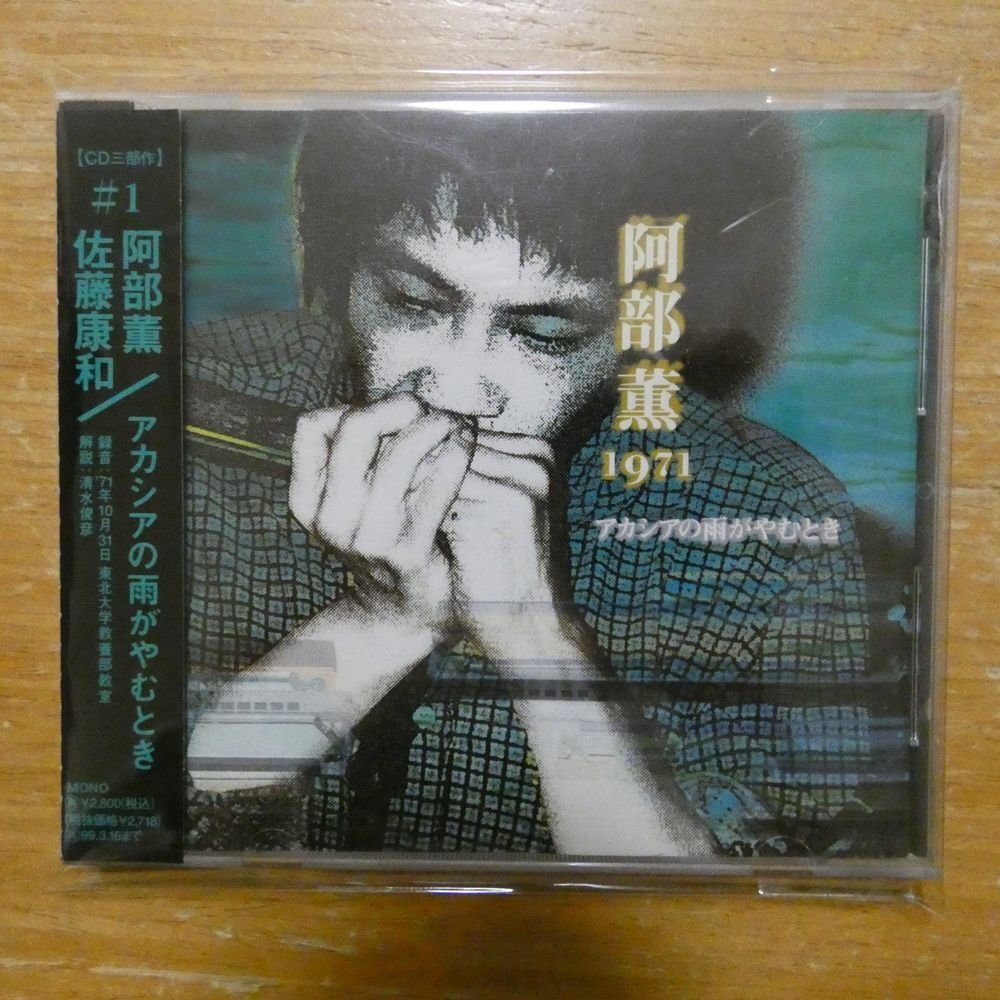 【CD三部作】
#1
阿部薫／アカシアの雨がやむとき
佐藤康和／
録音：'71年10月31日 東北大学教養部教室
解説：清水俊彦
MONO
¥2,800(税込)
税抜価格¥2,718
99.3.16まで
阿部薫
1971
アカシアの雨がやむとき